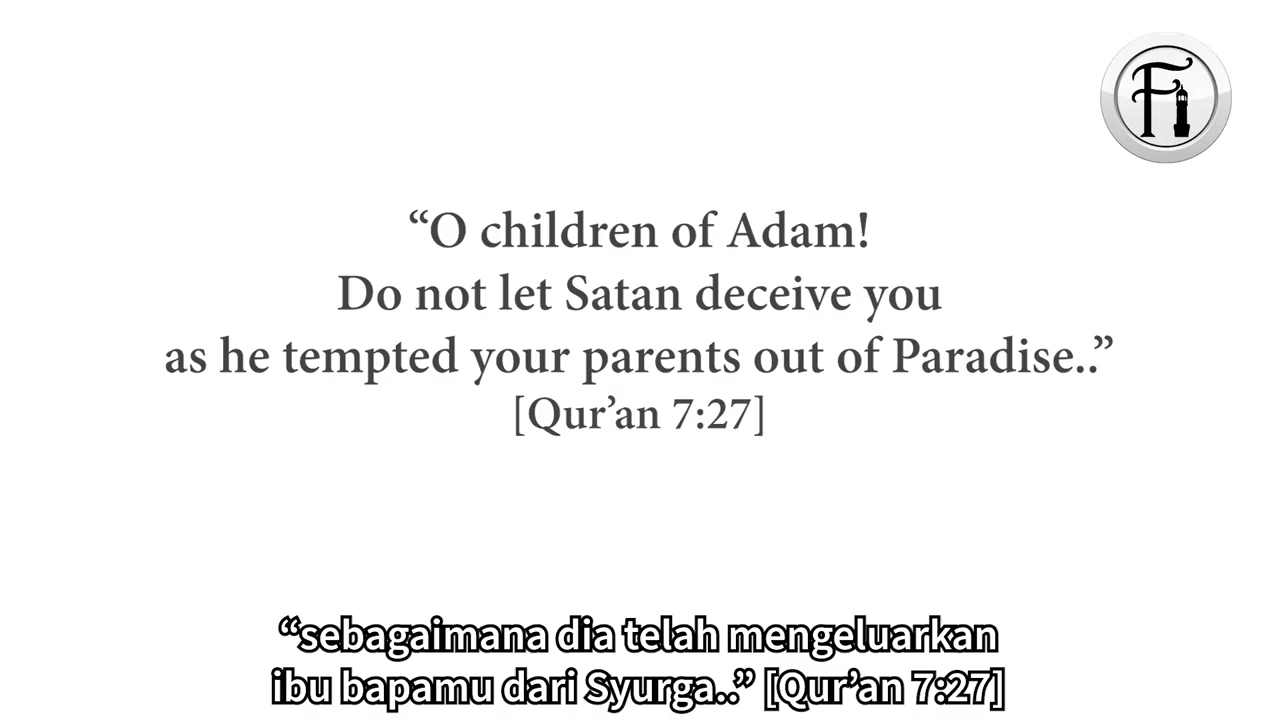 “O children of Adam!
Do not let Satan deceive you
as he tempted your parents out of Paradise..”
[Qur’an 7:27]
“sebagaimana dia telah mengeluarkan
ibu bapamu dari Syurga..” [Qur’an 7:27]
Fi